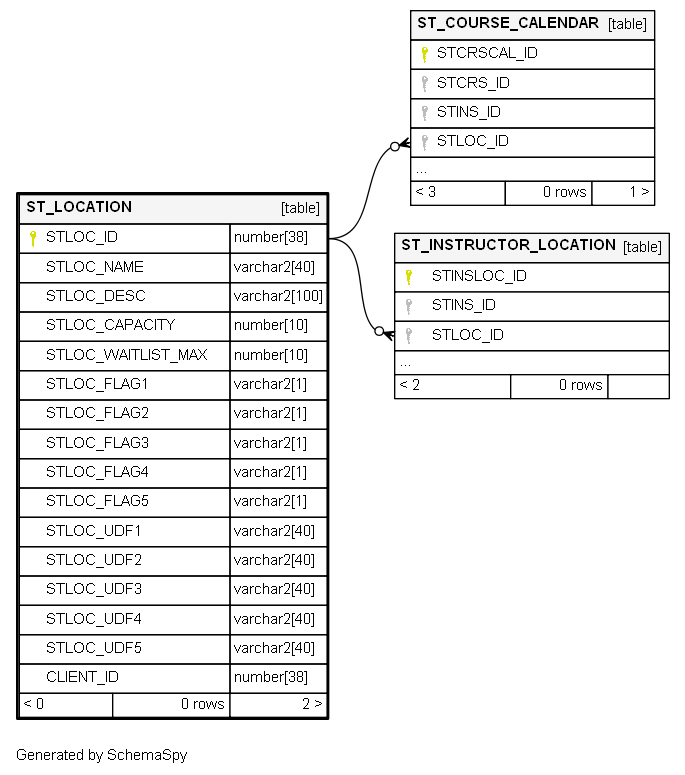 ST_COURSE_CALENDAR [table]
STCRSCAL_ID
STCRS_ID
STINS_ID
STLOC_ID
...
< 3 0 rows 1 >
ST_LOCATION [table]
STLOC_ID number[38]
STLOC_NAME varchar2[40]
STLOC_DESC varchar2[100]
STLOC_CAPACITY number[10]
STLOC_WAITLIST_MAX number[10]
STLOC_FLAG1 varchar2[1]
STLOC_FLAG2 varchar2[1]
STLOC_FLAG3 varchar2[1]
STLOC_FLAG4 varchar2[1]
STLOC_FLAG5 varchar2[1]
STLOC_UDF1 varchar2[40]
STLOC_UDF2 varchar2[40]
STLOC_UDF3 varchar2[40]
STLOC_UDF4 varchar2[40]
STLOC_UDF5 varchar2[40]
CLIENT_ID number[38]
< 0 0 rows 2 >
ST_INSTRUCTOR_LOCATION [table]
STINSLOC_ID
STINS_ID
STLOC_ID
...
< 2 0 rows
Generated by SchemaSpy